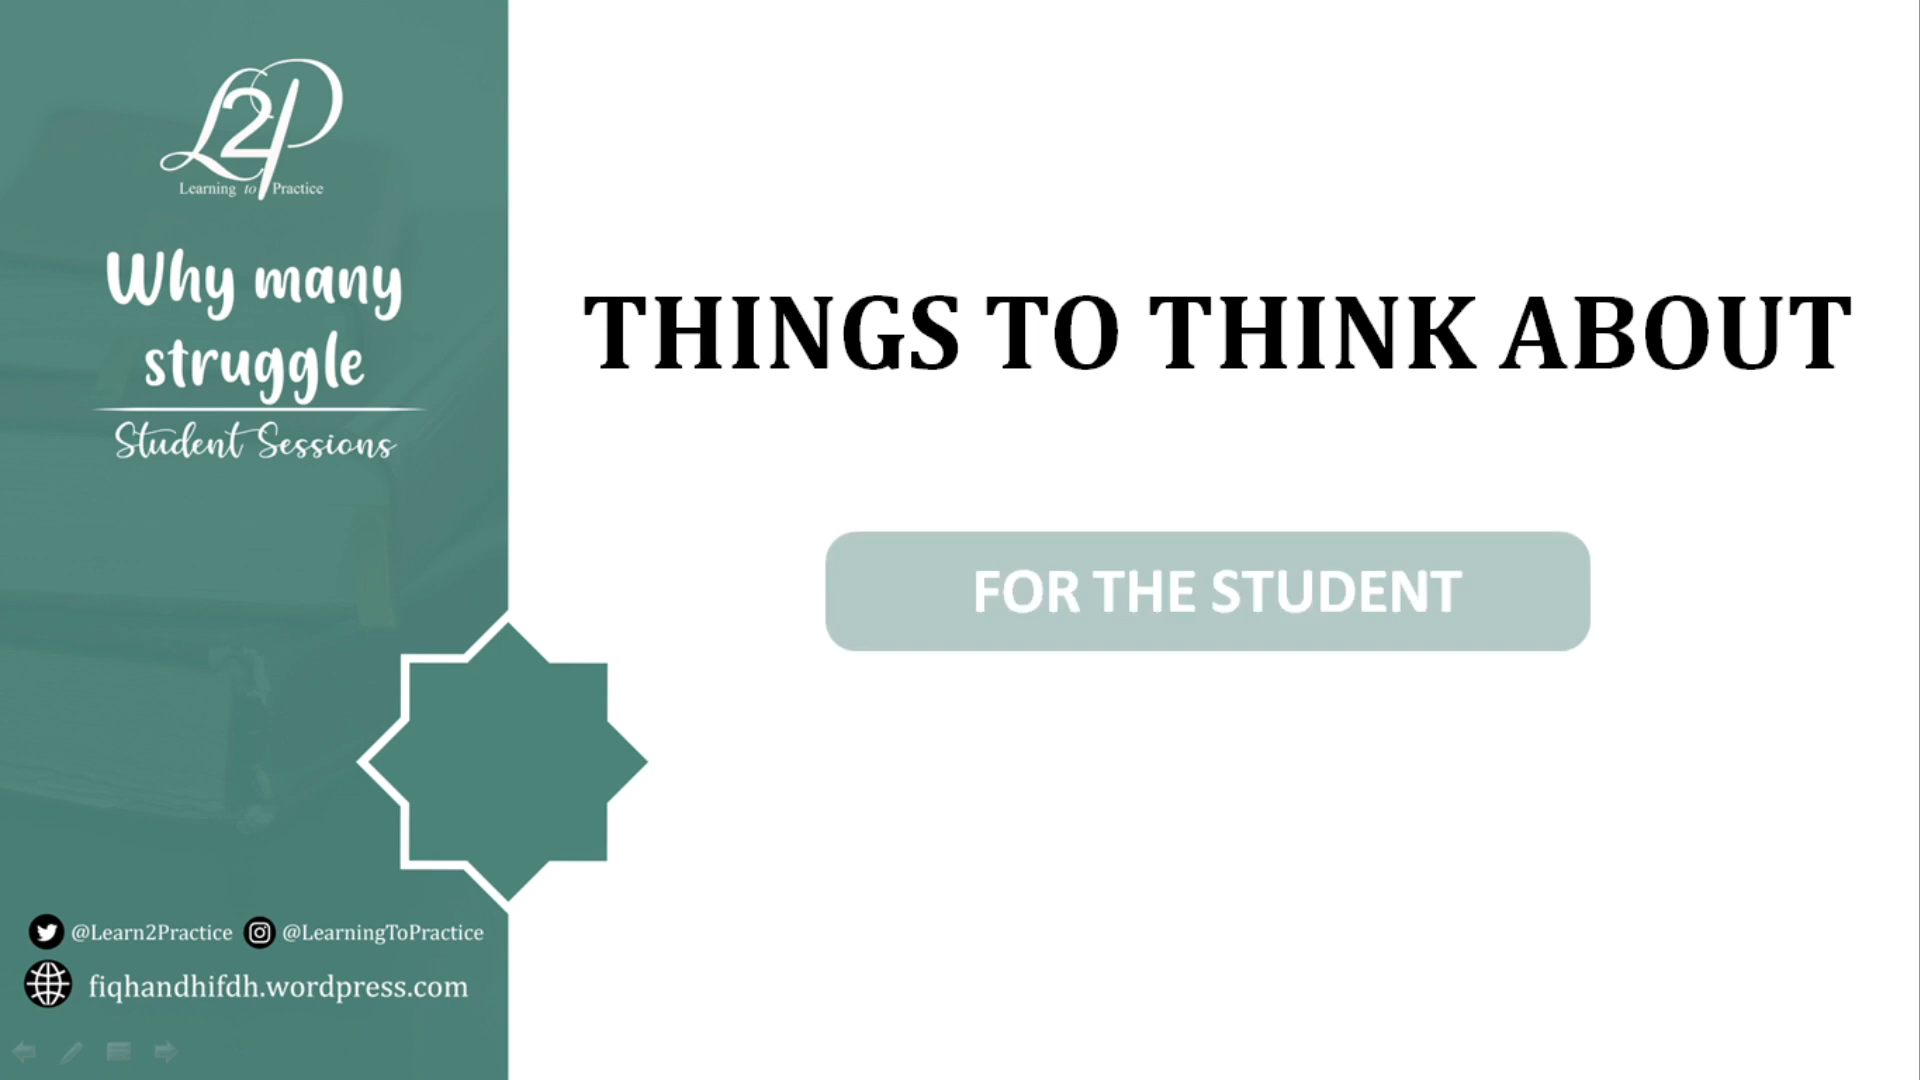 L2P
Learning to Practice
Why many
struggle
Student Sessions
@Learn2Practice @LearningToPractice
fiqhandhifdh.wordpress.com
THINGS TO THINK ABOUT
FOR THE STUDENT